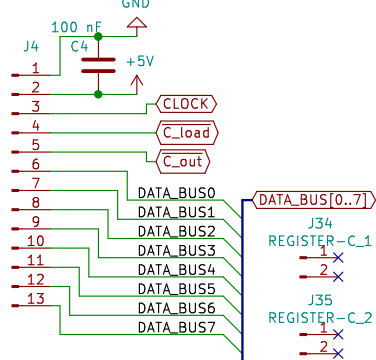 GND
100 nF
J4
C4
+5V
1
2
3
CLOCK
4
C_load
5
C_out
6
DATA_BUS0
DATA_BUS[0..7]
7
DATA_BUS1
8
DATA_BUS2
J34
REGISTER-C_1
9
DATA_BUS3
1
10
DATA_BUS4
2
11
DATA_BUS5
J35
12
DATA_BUS6
REGISTER-C_2
13
DATA_BUS7
1
2